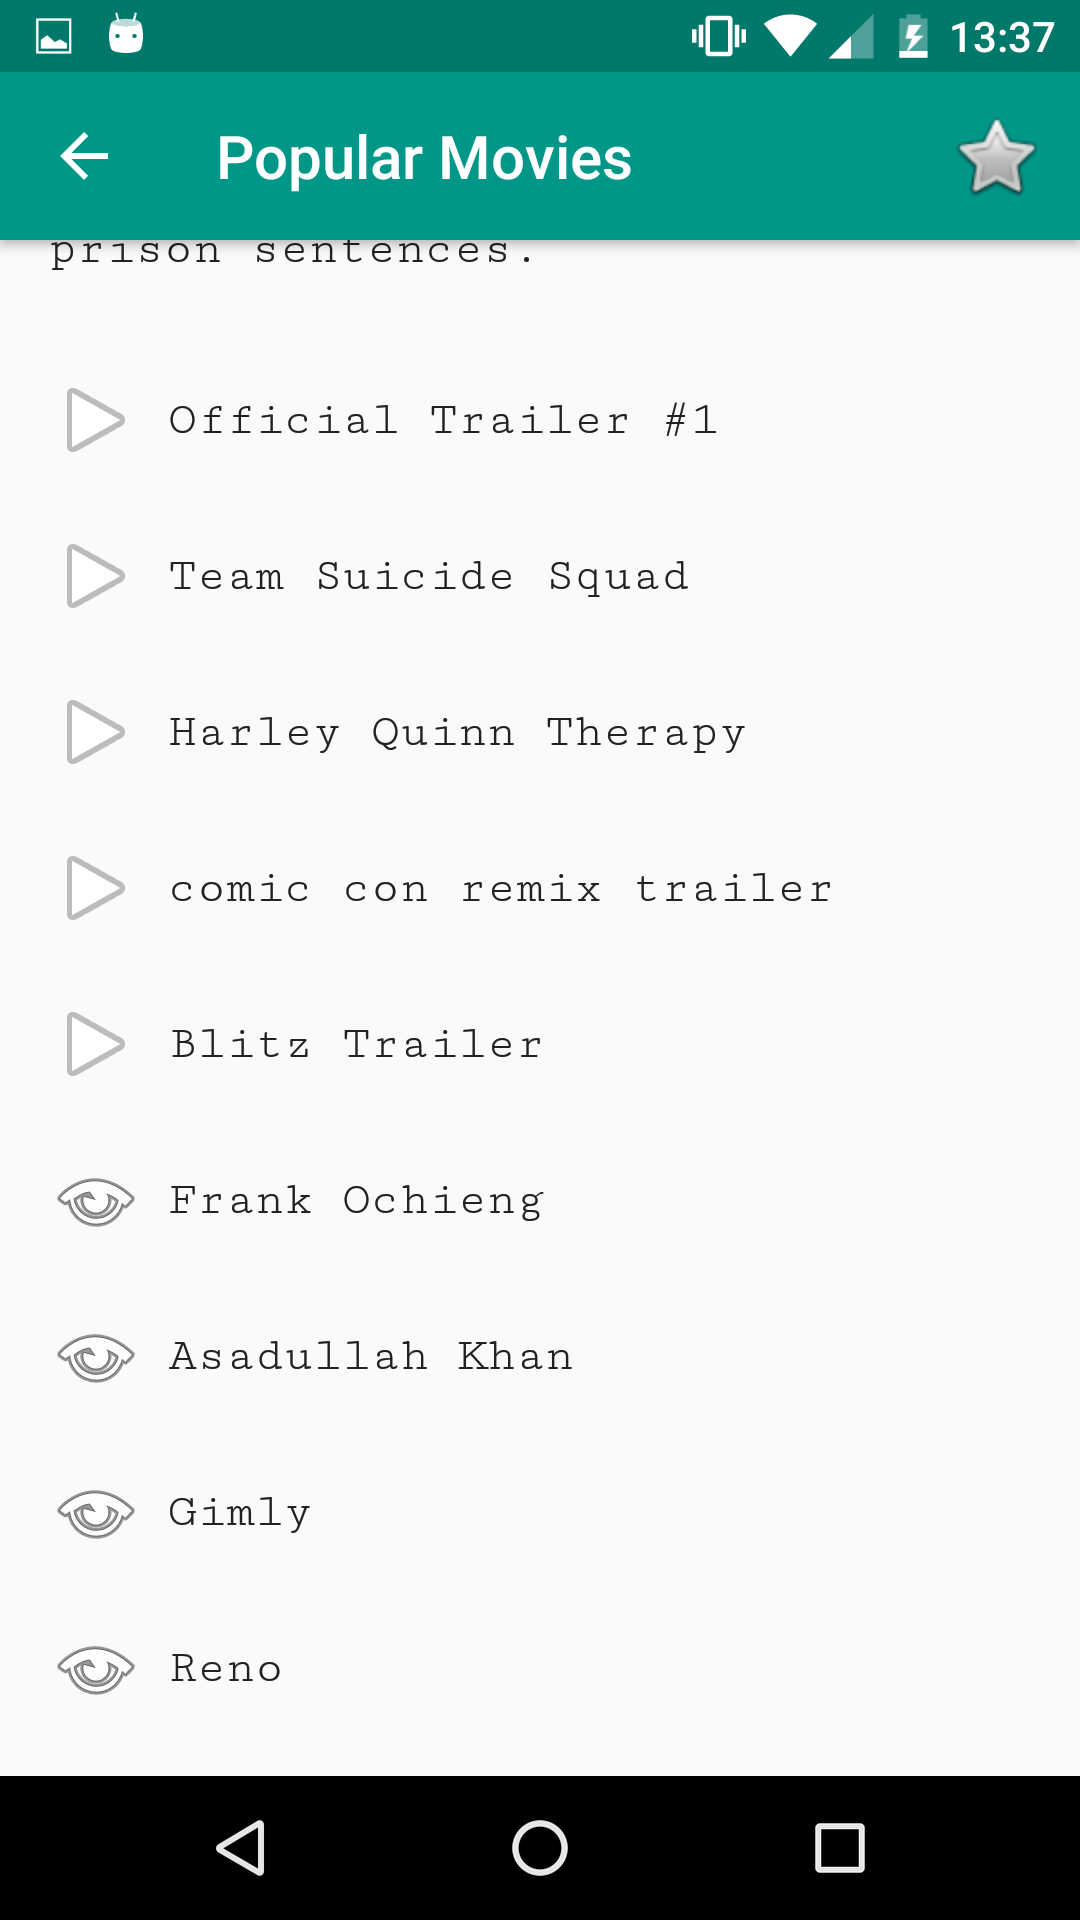 13:37
Popular Movies
prison sentences.
Official Trailer #1
Team Suicide Squad
Harley Quinn Therapy
comic con remix trailer
Blitz Trailer
Frank Ochieng
Asadullah Khan
Gimly
Reno